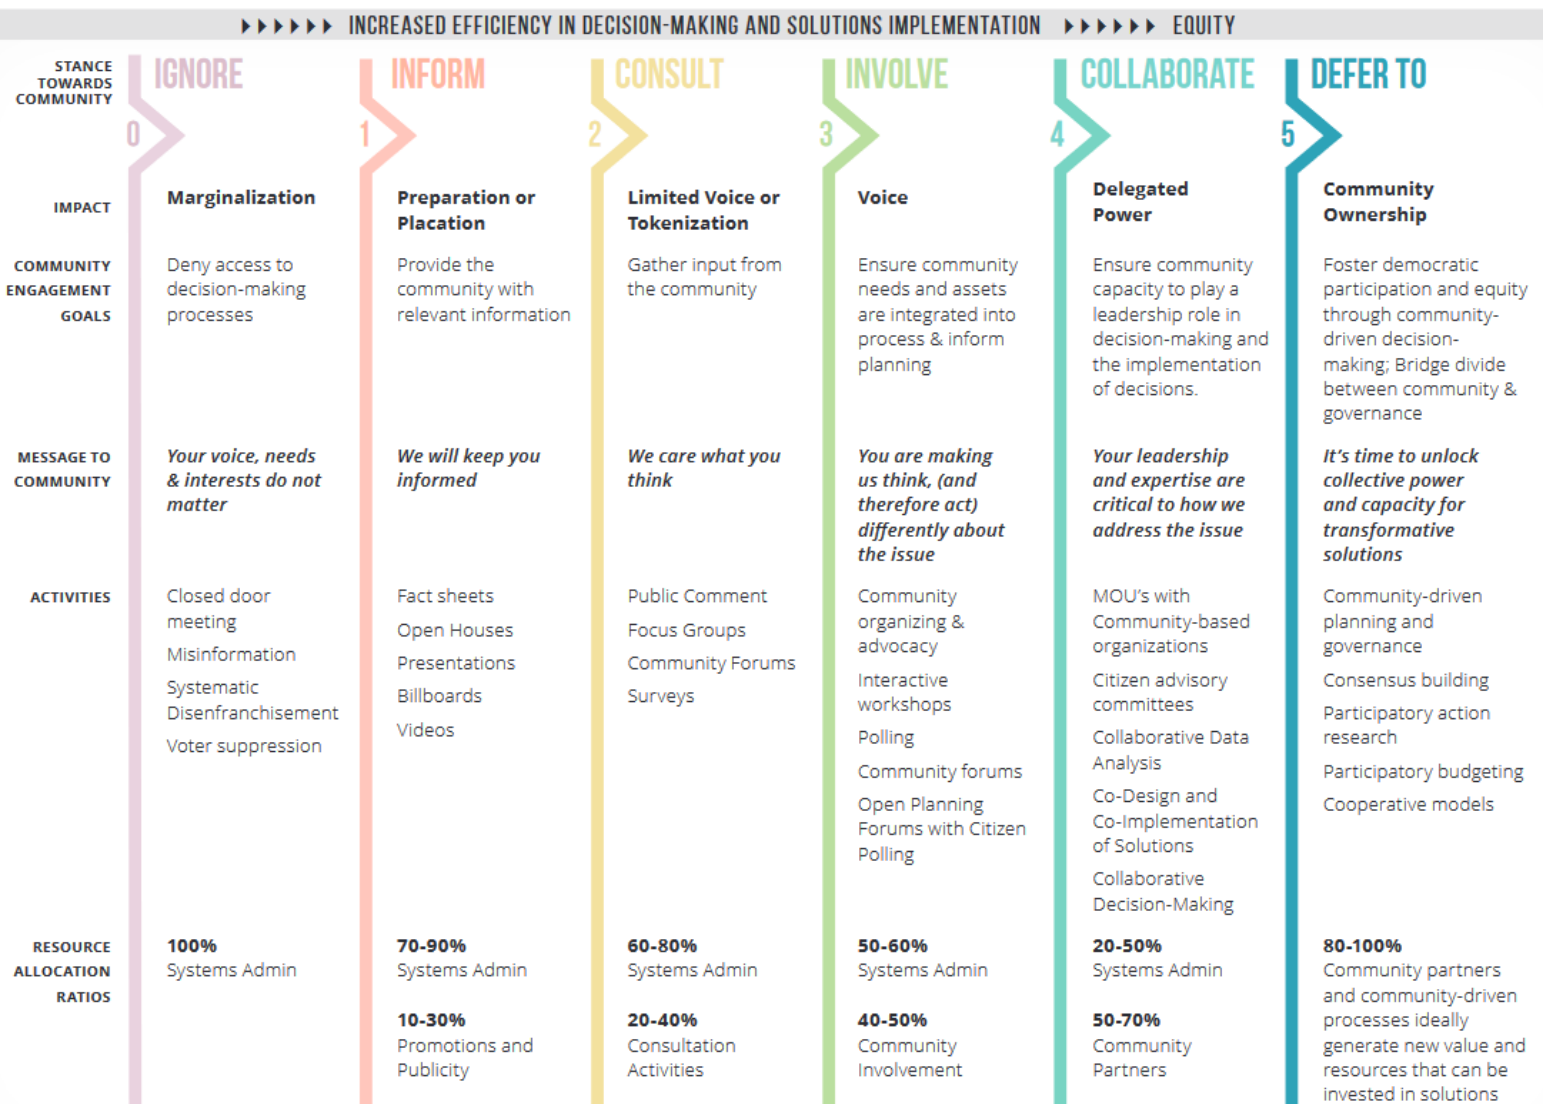 INCREASED EFFICIENCY IN DECISION-MAKING AND SOLUTIONS IMPLEMENTATION EQUITY
STANCE
TOWARDS
COMMUNITY
IGNORE
INFORM
CONSULT
INVOLVE
COLLABORATE
DEFER TO
0
1
2
3
4
5
IMPACT
Marginalization
Preparation or
Placation
Limited Voice or
Tokenization
Voice
Delegated
Power
Community
Ownership
COMMUNITY
ENGAGEMENT
GOALS
Deny access to
decision-making
processes
Provide the
community with
relevant information
Gather input from
the community
Ensure community
needs and assets
are integrated into
process & inform
planning
Ensure community
capacity to play a
leadership role in
decision-making and
the implementation
of decisions.
Foster democratic
participation and equity
through community-
driven decision-
making; Bridge divide
between community &
governance
MESSAGE TO
COMMUNITY
Your voice, needs
& interests do not
matter
We will keep you
informed
We care what you
think
You are making
us think, (and
therefore act)
differently about
the issue
Your leadership
and expertise are
critical to how we
address the issue
It's time to unlock
collective power
and capacity for
transformative
solutions
ACTIVITIES
Closed door
meeting
Misinformation
Systematic
Disenfranchisement
Voter suppression
Fact sheets
Open Houses
Presentations
Billboards
Videos
Public Comment
Focus Groups
Community Forums
Surveys
Community
organizing &
advocacy
Interactive
workshops
Polling
Community forums
Open Planning
Forums with Citizen
Polling
MOU's with
Community-based
organizations
Citizen advisory
committees
Collaborative Data
Analysis
Co-Design and
Co-Implementation
of Solutions
Collaborative
Decision-Making
Community-driven
planning and
governance
Consensus building
Participatory action
research
Participatory budgeting
Cooperative models
RESOURCE
ALLOCATION
RATIOS
100%
Systems Admin
70-90%
Systems Admin
10-30%
Promotions and
Publicity
60-80%
Systems Admin
20-40%
Consultation
Activities
50-60%
Systems Admin
40-50%
Community
Involvement
20-50%
Systems Admin
50-70%
Community
Partners
80-100%
Community partners
and community-driven
processes ideally
generate new value and
resources that can be
invested in solutions